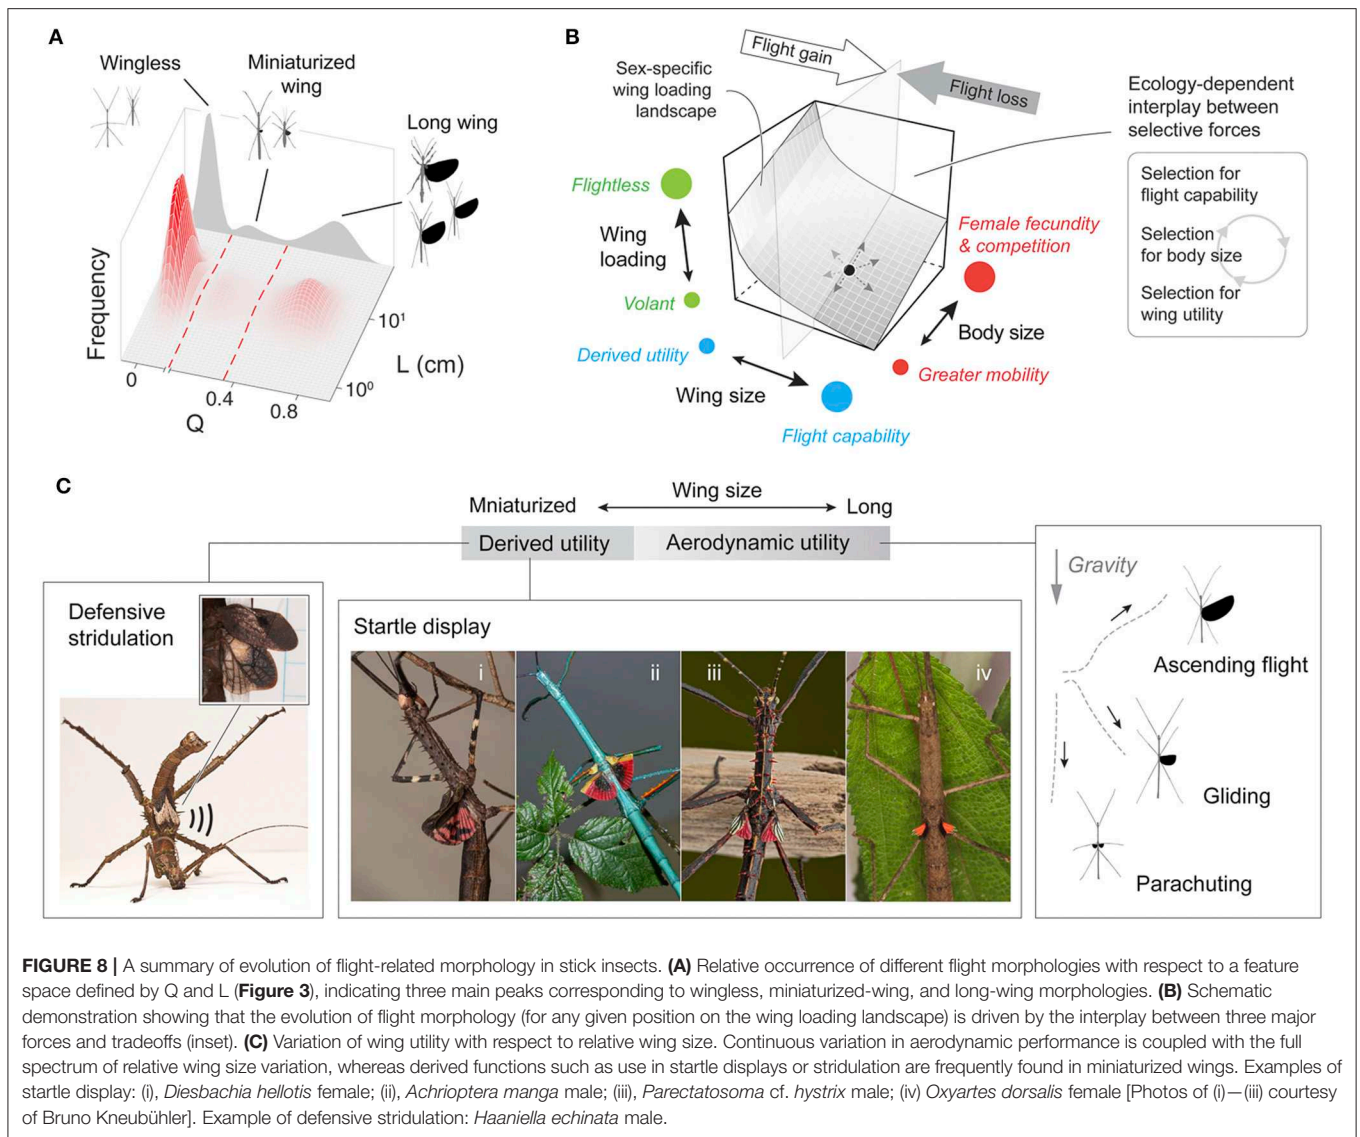 A
Wingless
Miniaturized
wing
Long wing
Frequency
0
0.4
0.8
Q
10⁰
10¹
L (cm)
B
Flight gain
Flight loss
Sex-specific
wing loading
landscape
Ecology-dependent
interplay between
selective forces
Selection for
flight capability
Selection
for body size
Selection for
wing utility
Flightless
Wing
loading
Volant
Derived utility
Wing size
Flight capability
Female fecundity
& competition
Body size
Greater mobility
C
Wing size
Mniaturized
Long
Derived utility
Aerodynamic utility
Defensive
stridulation
Startle display
i
ii
iii
iv
Gravity
Ascending flight
Gliding
Parachuting
FIGURE 8 | A summary of evolution of flight-related morphology in stick insects. (A) Relative occurrence of different flight morphologies with respect to a feature
space defined by Q and L (Figure 3), indicating three main peaks corresponding to wingless, miniaturized-wing, and long-wing morphologies. (B) Schematic
demonstration showing that the evolution of flight morphology (for any given position on the wing loading landscape) is driven by the interplay between three major
forces and tradeoffs (inset). (C) Variation of wing utility with respect to relative wing size. Continuous variation in aerodynamic performance is coupled with the full
spectrum of relative wing size variation, whereas derived functions such as use in startle displays or stridulation are frequently found in miniaturized wings. Examples of
startle display: (i), Diesbachia hellotis female; (ii), Achrioptera manga male; (iii), Parectatosoma cf. hystrix male; (iv) Oxyartes dorsalis female [Photos of (i)—(iii) courtesy
of Bruno Kneubühler]. Example of defensive stridulation: Haaniella echinata male.